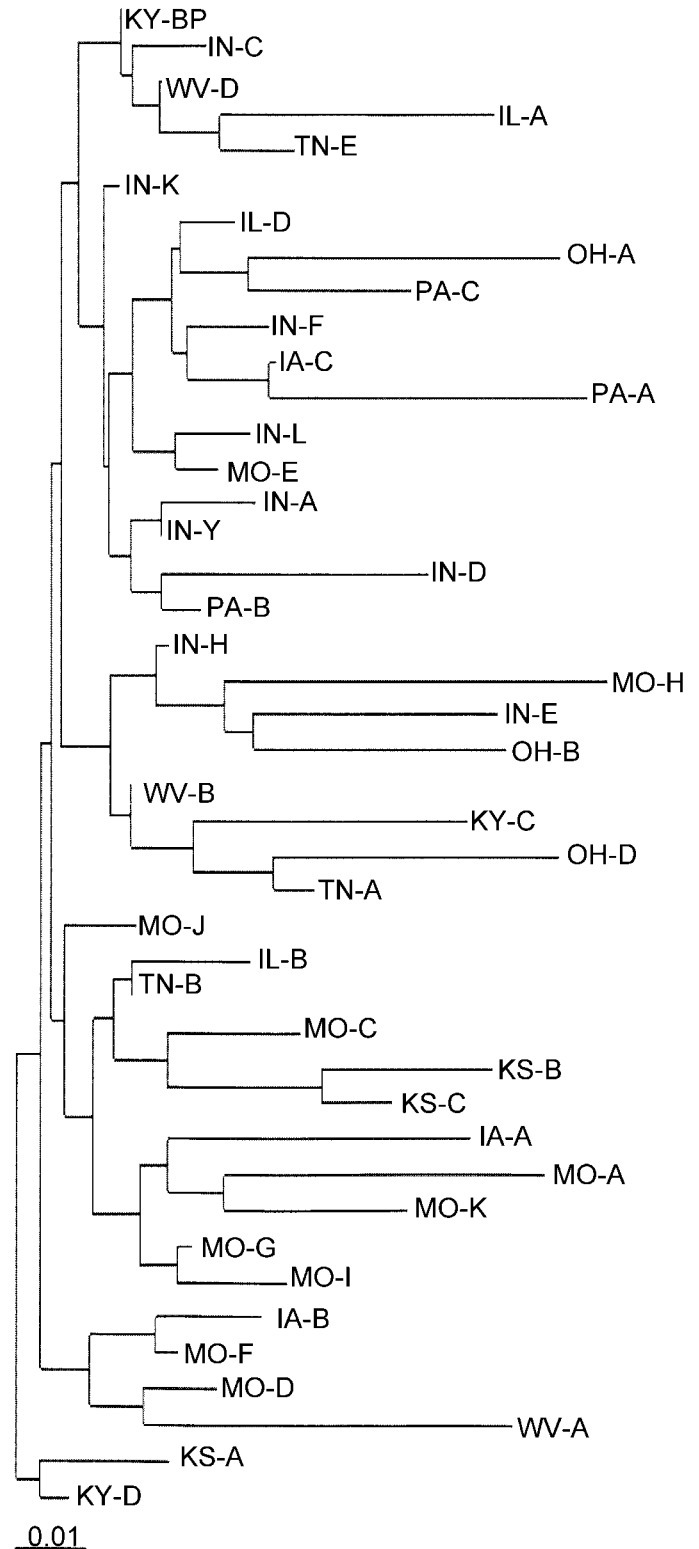 KY-BP
IN-C
WV-D
IL-A
TN-E
IN-K
IL-D
OH-A
PA-C
IN-F
IA-C
PA-A
IN-L
MO-E
IN-A
IN-Y
IN-D
PA-B
IN-H
MO-H
IN-E
OH-B
WV-B
KY-C
OH-D
TN-A
MO-J
IL-B
TN-B
MO-C
KS-B
KS-C
IA-A
MO-A
MO-K
MO-G
MO-I
IA-B
MO-F
MO-D
WV-A
KS-A
KY-D
0.01